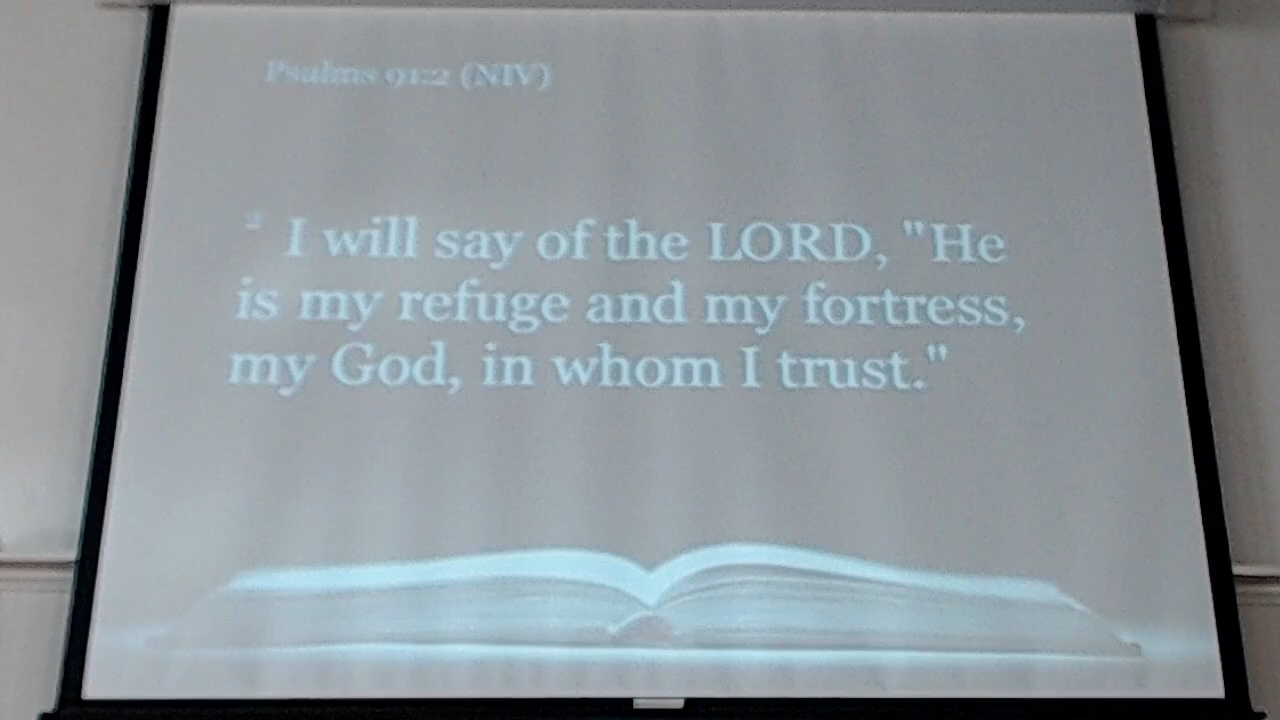 Psalms 91:2 (NIV)
2 I will say of the LORD, "He
is my refuge and my fortress,
my God, in whom I trust."